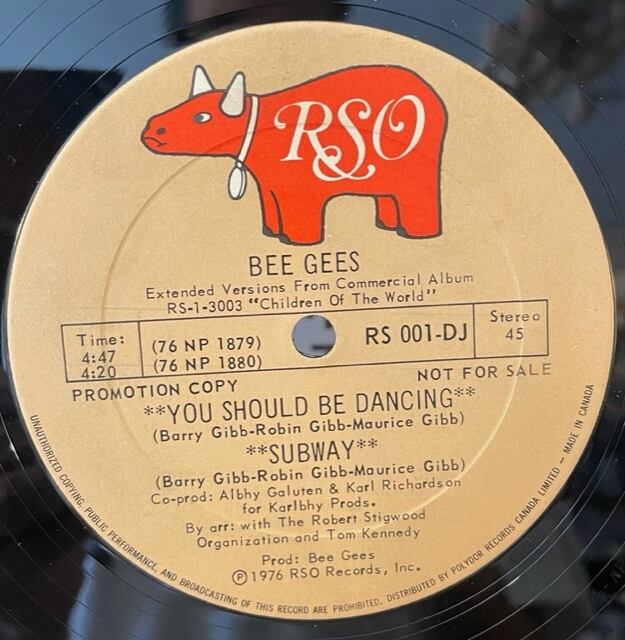 RSO
BEE GEES
Extended Versions From Commercial Album
RS-1-3003 "Children Of The World"
Time:
4:47
4:20
(76 NP 1879)
(76 NP 1880)
RS 001-DJ
Stereo
45
PROMOTION COPY
NOT FOR SALE
**YOU SHOULD BE DANCING**
(Barry Gibb-Robin Gibb-Maurice Gibb)
**SUBWAY**
(Barry Gibb-Robin Gibb-Maurice Gibb)
Co-prod: Albhy Galuten & Karl Richardson
for Karlbhy Prods.
By arr: with The Robert Stigwood
Organization and Tom Kennedy
Prod: Bee Gees
Ⓟ1976 RSO Records, Inc.
UNAUTHORIZED COPYING, PUBLIC PERFORMANCE, AND BROADCASTING OF THIS RECORD ARE PROHIBITED, DISTRIBUTED BY POLYDOR RECORDS CANADA LIMITED — MADE IN CANADA